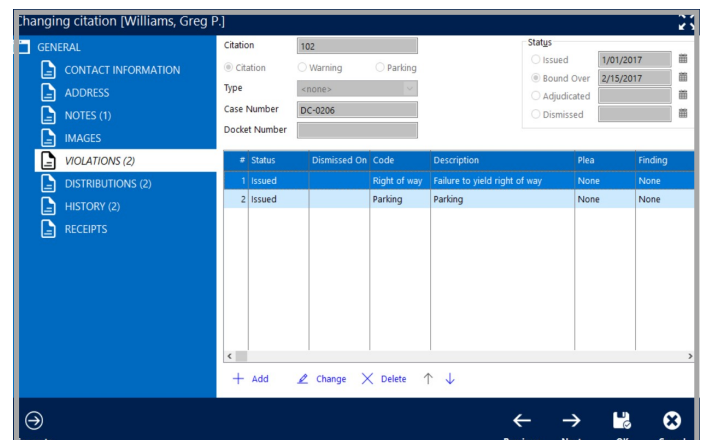 Changing citation [Williams, Greg P.]
GENERAL
CONTACT INFORMATION
ADDRESS
NOTES (1)
IMAGES
VIOLATIONS (2)
DISTRIBUTIONS (2)
HISTORY (2)
RECEIPTS
Citation 102
Citation Warning Parking
Type <none>
Case Number DC-0206
Docket Number
Status
Issued 1/01/2017
Bound Over 2/15/2017
Adjudicated
Dismissed
# Status Dismissed On Code Description Plea Finding
1 Issued Right of way Failure to yield right of way None None
2 Issued Parking Parking None None
+ Add Change Delete